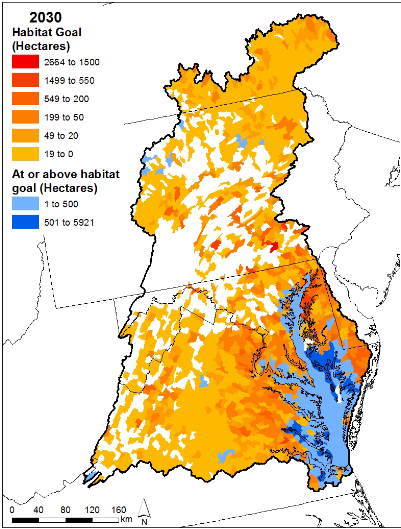 2030
Habitat Goal
(Hectares)
2664 to 1500
1499 to 550
549 to 200
199 to 50
49 to 20
19 to 0
At or above habitat
goal (Hectares)
1 to 500
501 to 5921
0 20 40 80 120 160
km
N